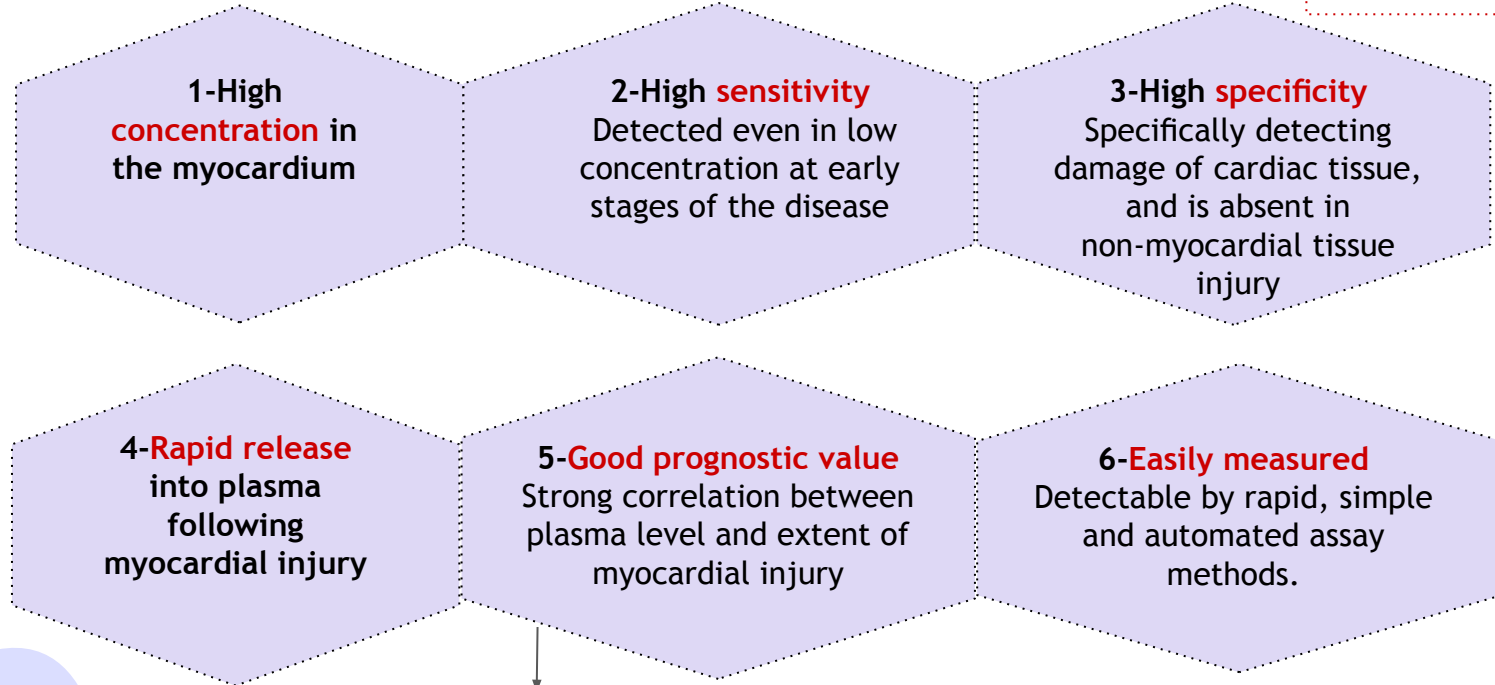 1-High
concentration in
the myocardium
2-High sensitivity
Detected even in low
concentration at early
stages of the disease
3-High specificity
Specifically detecting
damage of cardiac tissue,
and is absent in
non-myocardial tissue
injury
4-Rapid release
into plasma
following
myocardial injury
5-Good prognostic value
Strong correlation between
plasma level and extent of
myocardial injury
6-Easily measured
Detectable by rapid, simple
and automated assay
methods.